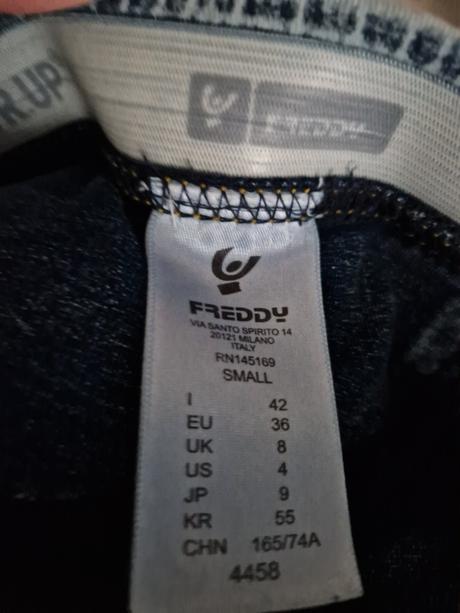 R.UP
FREDDY
FREDDY
VIA SANTO SPIRITO 14
20121 MILANO
ITALY
RN145169
SMALL
I 42
EU 36
UK 8
US 4
JP 9
KR 55
CHN 165/74A
4458